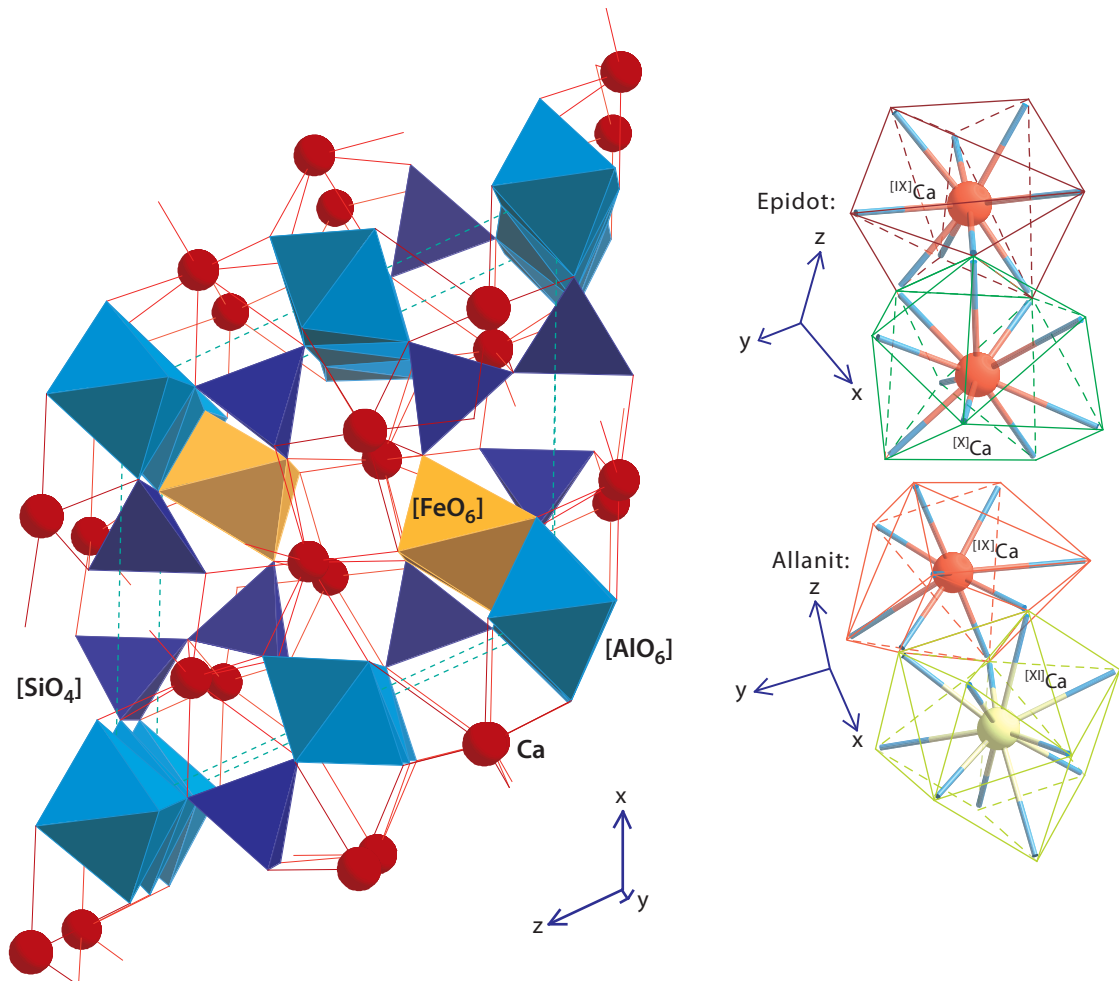 [FeO₆]
[AlO₆]
[SiO₄]
Ca
x
y
z
Epidot:
[IX]Ca
z
y
x
[X]Ca
Allanit:
[IX]Ca
z
y
x
[XI]Ca